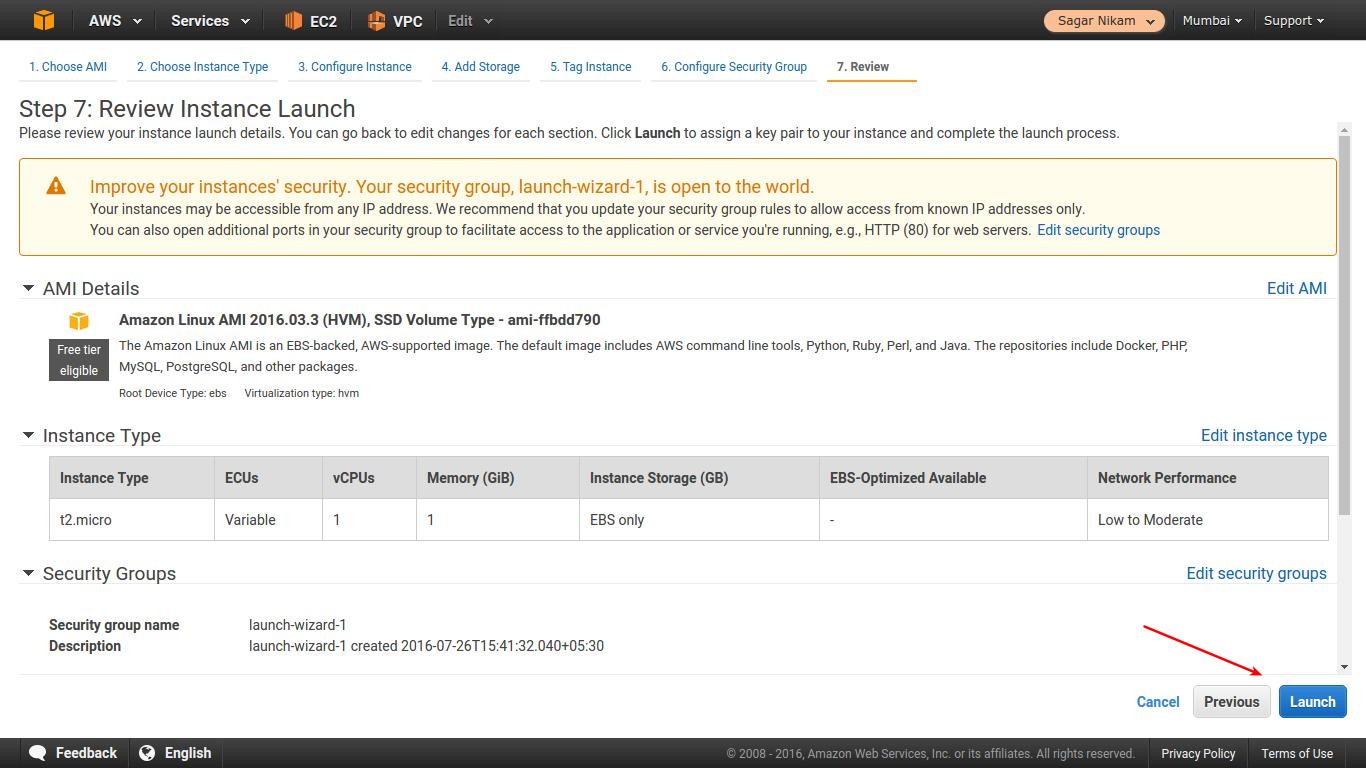 AWS Services EC2 VPC Edit Sagar Nikam Mumbai Support
1. Choose AMI 2. Choose Instance Type 3. Configure Instance 4. Add Storage 5. Tag Instance 6. Configure Security Group 7. Review
Step 7: Review Instance Launch
Please review your instance launch details. You can go back to edit changes for each section. Click Launch to assign a key pair to your instance and complete the launch process.
Improve your instances' security. Your security group, launch-wizard-1, is open to the world.
Your instances may be accessible from any IP address. We recommend that you update your security group rules to allow access from known IP addresses only.
You can also open additional ports in your security group to facilitate access to the application or service you're running, e.g., HTTP (80) for web servers. Edit security groups
AMI Details Edit AMI
Amazon Linux AMI 2016.03.3 (HVM), SSD Volume Type - ami-ffbdd790
Free tier
eligible
The Amazon Linux AMI is an EBS-backed, AWS-supported image. The default image includes AWS command line tools, Python, Ruby, Perl, and Java. The repositories include Docker, PHP,
MySQL, PostgreSQL, and other packages.
Root Device Type: ebs Virtualization type: hvm
Instance Type Edit instance type
Instance Type ECUs vCPUs Memory (GiB) Instance Storage (GB) EBS-Optimized Available Network Performance
t2.micro Variable 1 1 EBS only - Low to Moderate
Security Groups Edit security groups
Security group name launch-wizard-1
Description launch-wizard-1 created 2016-07-26T15:41:32.040+05:30
Cancel Previous Launch
Feedback English © 2008 - 2016, Amazon Web Services, Inc. or its affiliates. All rights reserved. Privacy Policy Terms of Use